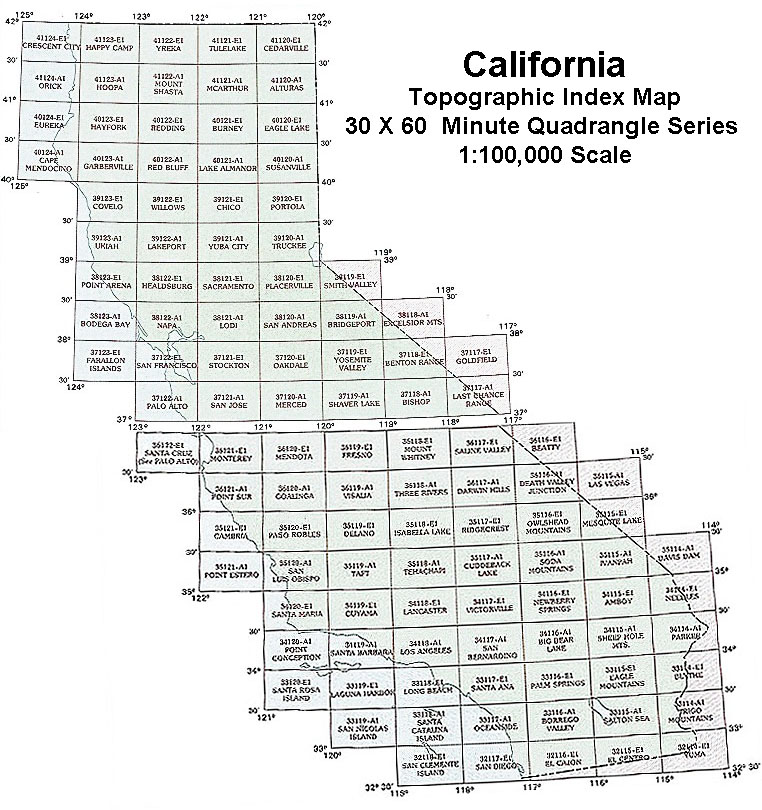 California
Topographic Index Map
30 X 60 Minute Quadrangle Series
1:100,000 Scale
125° 124° 123° 122° 121° 120°
42°
41124-E1 41123-E1 41122-E1 41121-E1 41120-E1
CRESCENT CITY HAPPY CAMP YREKA TULELAKE CEDARVILLE
30' 30'
41124-A1 41123-A1 41122-A1 41121-A1 41120-A1
ORICK HOOPA MOUNT SHASTA MCARTHUR ALTURAS
41° 41°
40124-E1 40123-E1 40122-E1 40121-E1 40120-E1
EUREKA HAYFORK REDDING BURNEY EAGLE LAKE
30' 30'
40124-A1 40123-A1 40122-A1 40121-A1 40120-A1
CAPE MENDOCINO GARBERVILLE RED BLUFF LAKE ALMANOR SUSANVILLE
40° 125° 40°
39123-E1 39122-E1 39121-E1 39120-E1
COVELO WILLOWS CHICO PORTOLA
30' 30'
39123-A1 39122-A1 39121-A1 39120-A1
UKIAH LAKEPORT YUBA CITY TRUCKEE
39° 119° 39°
38123-E1 38122-E1 38121-E1 38120-E1 38119-E1
POINT ARENA HEALDSBURG SACRAMENTO PLACERVILLE SMITH VALLEY
30' 118° 30'
38123-A1 38122-A1 38121-A1 38120-A1 38119-A1 38118-A1
BODEGA BAY NAPA LODI SAN ANDREAS BRIDGEPORT EXCELSIOR MTS.
38° 117° 38°
37123-E1 37122-E1 37121-E1 37120-E1 37119-E1 37118-E1 37117-E1
FARALLON ISLANDS SAN FRANCISCO STOCKTON OAKDALE YOSEMITE VALLEY BENTON RANGE GOLDFIELD
30' 124° 30'
37122-A1 37121-A1 37120-A1 37119-A1 37118-A1 37117-A1
PALO ALTO SAN JOSE MERCED SHAVER LAKE BISHOP LAST CHANCE RANGE
37° 37°
123° 122° 121° 120° 119° 118°
36122-E1 36121-E1 36120-E1 36119-E1 36118-E1 36117-E1 36116-E1
SANTA CRUZ (See PALO ALTO) MONTEREY MENDOTA FRESNO MOUNT WHITNEY SALINE VALLEY BEATTY
30' 123° 115° 30'
36121-A1 36120-A1 36119-A1 36118-A1 36117-A1 36116-A1 36115-A1
POINT SUR COALINGA VISALIA THREE RIVERS DARWIN HILLS DEATH VALLEY JUNCTION LAS VEGAS
36° 36°
35121-E1 35120-E1 35119-E1 35118-E1 35117-E1 35116-E1 35115-E1
CAMBRIA PASO ROBLES DELANO ISABELLA LAKE RIDGECREST OWLSHEAD MOUNTAINS MESQUITE LAKE
30' 114° 30'
35121-A1 35120-A1 35119-A1 35118-A1 35117-A1 35116-A1 35115-A1 35114-A1
POINT ESTERO SAN LUIS OBISPO TAFT TEHACHAPI CUDDEBACK LAKE SODA MOUNTAINS IVANPAH DAVIS DAM
35° 122° 35°
34120-E1 34119-E1 34118-E1 34117-E1 34116-E1 34115-E1 34114-E1
SANTA MARIA CUYAMA LANCASTER VICTORVILLE NEWBERRY SPRINGS AMBOY NEEDLES
30' 30'
34120-A1 34119-A1 34118-A1 34117-A1 34116-A1 34115-A1 34114-A1
POINT CONCEPTION SANTA BARBARA LOS ANGELES SAN BERNARDINO BIG BEAR LAKE SHEEP HOLE MTS. PARKER
34° 34°
33120-E1 33119-E1 33118-E1 33117-E1 33116-E1 33115-E1 33114-E1
SANTA ROSA ISLAND LAGUNA HARBOR LONG BEACH SANTA ANA PALM SPRINGS EAGLE MOUNTAINS BLYTHE
121° 30'
33119-A1 33118-A1 33117-A1 33116-A1 33115-A1 33114-A1
SAN NICOLAS ISLAND SANTA CATALINA ISLAND OCEANSIDE BORREGO VALLEY SALTON SEA TRIGO MOUNTAINS
33° 120° 33°
32118-E1 32117-E1 32116-E1 32115-E1 32114-E1
SAN CLEMENTE ISLAND SAN DIEGO EL CAJON EL CENTRO YUMA
32° 30' 119° 118° 117° 116° 115° 114° 32° 30'